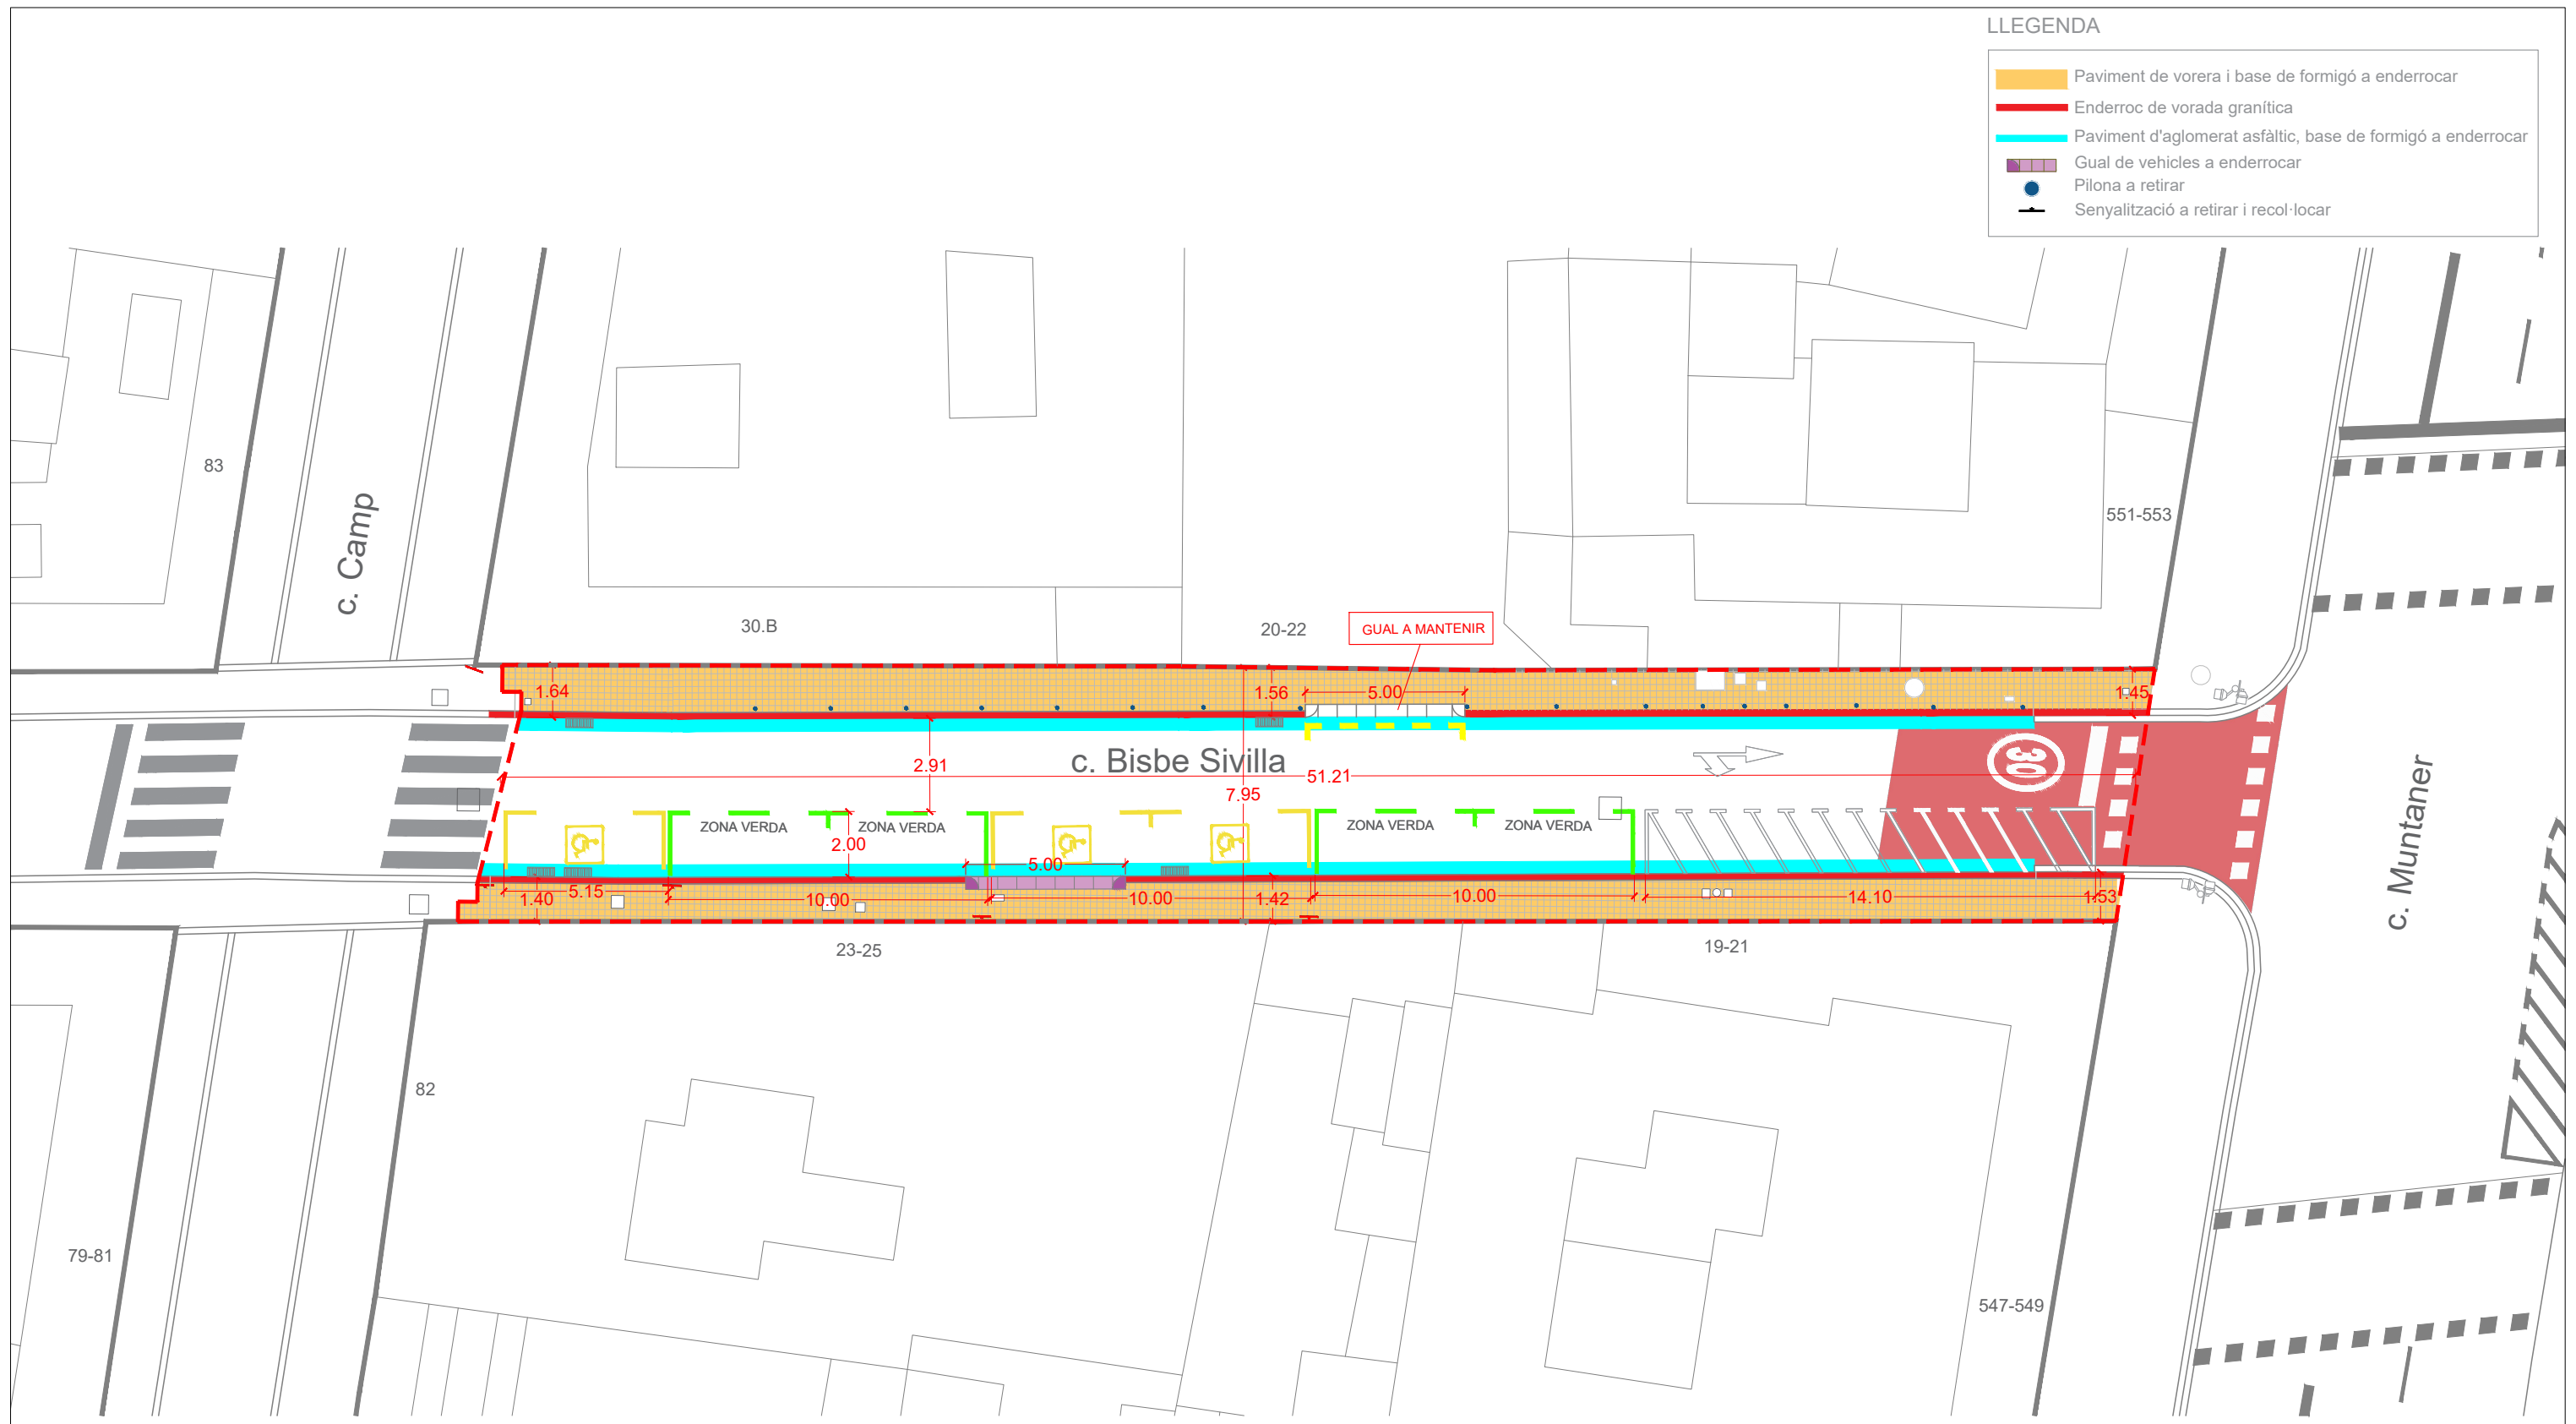 LLEGENDA
Paviment de vorera i base de formigó a enderrocar
Enderroc de vorada granítica
Paviment d'aglomerat asfàltic, base de formigó a enderrocar
Gual de vehicles a enderrocar
Pilona a retirar
Senyalització a retirar i recol·locar
83
c. Camp
551-553
30.B
20-22
GUAL A MANTENIR
1.64
1.56
5.00
1.45
c. Bisbe Sivilla
2.91
51.21
7.95
30
c. Muntaner
ZONA VERDA
ZONA VERDA
ZONA VERDA
ZONA VERDA
2.00
5.00
5.15
1.40
10.00
10.00
1.42
10.00
14.10
1.53
23-25
19-21
82
79-81
547-549